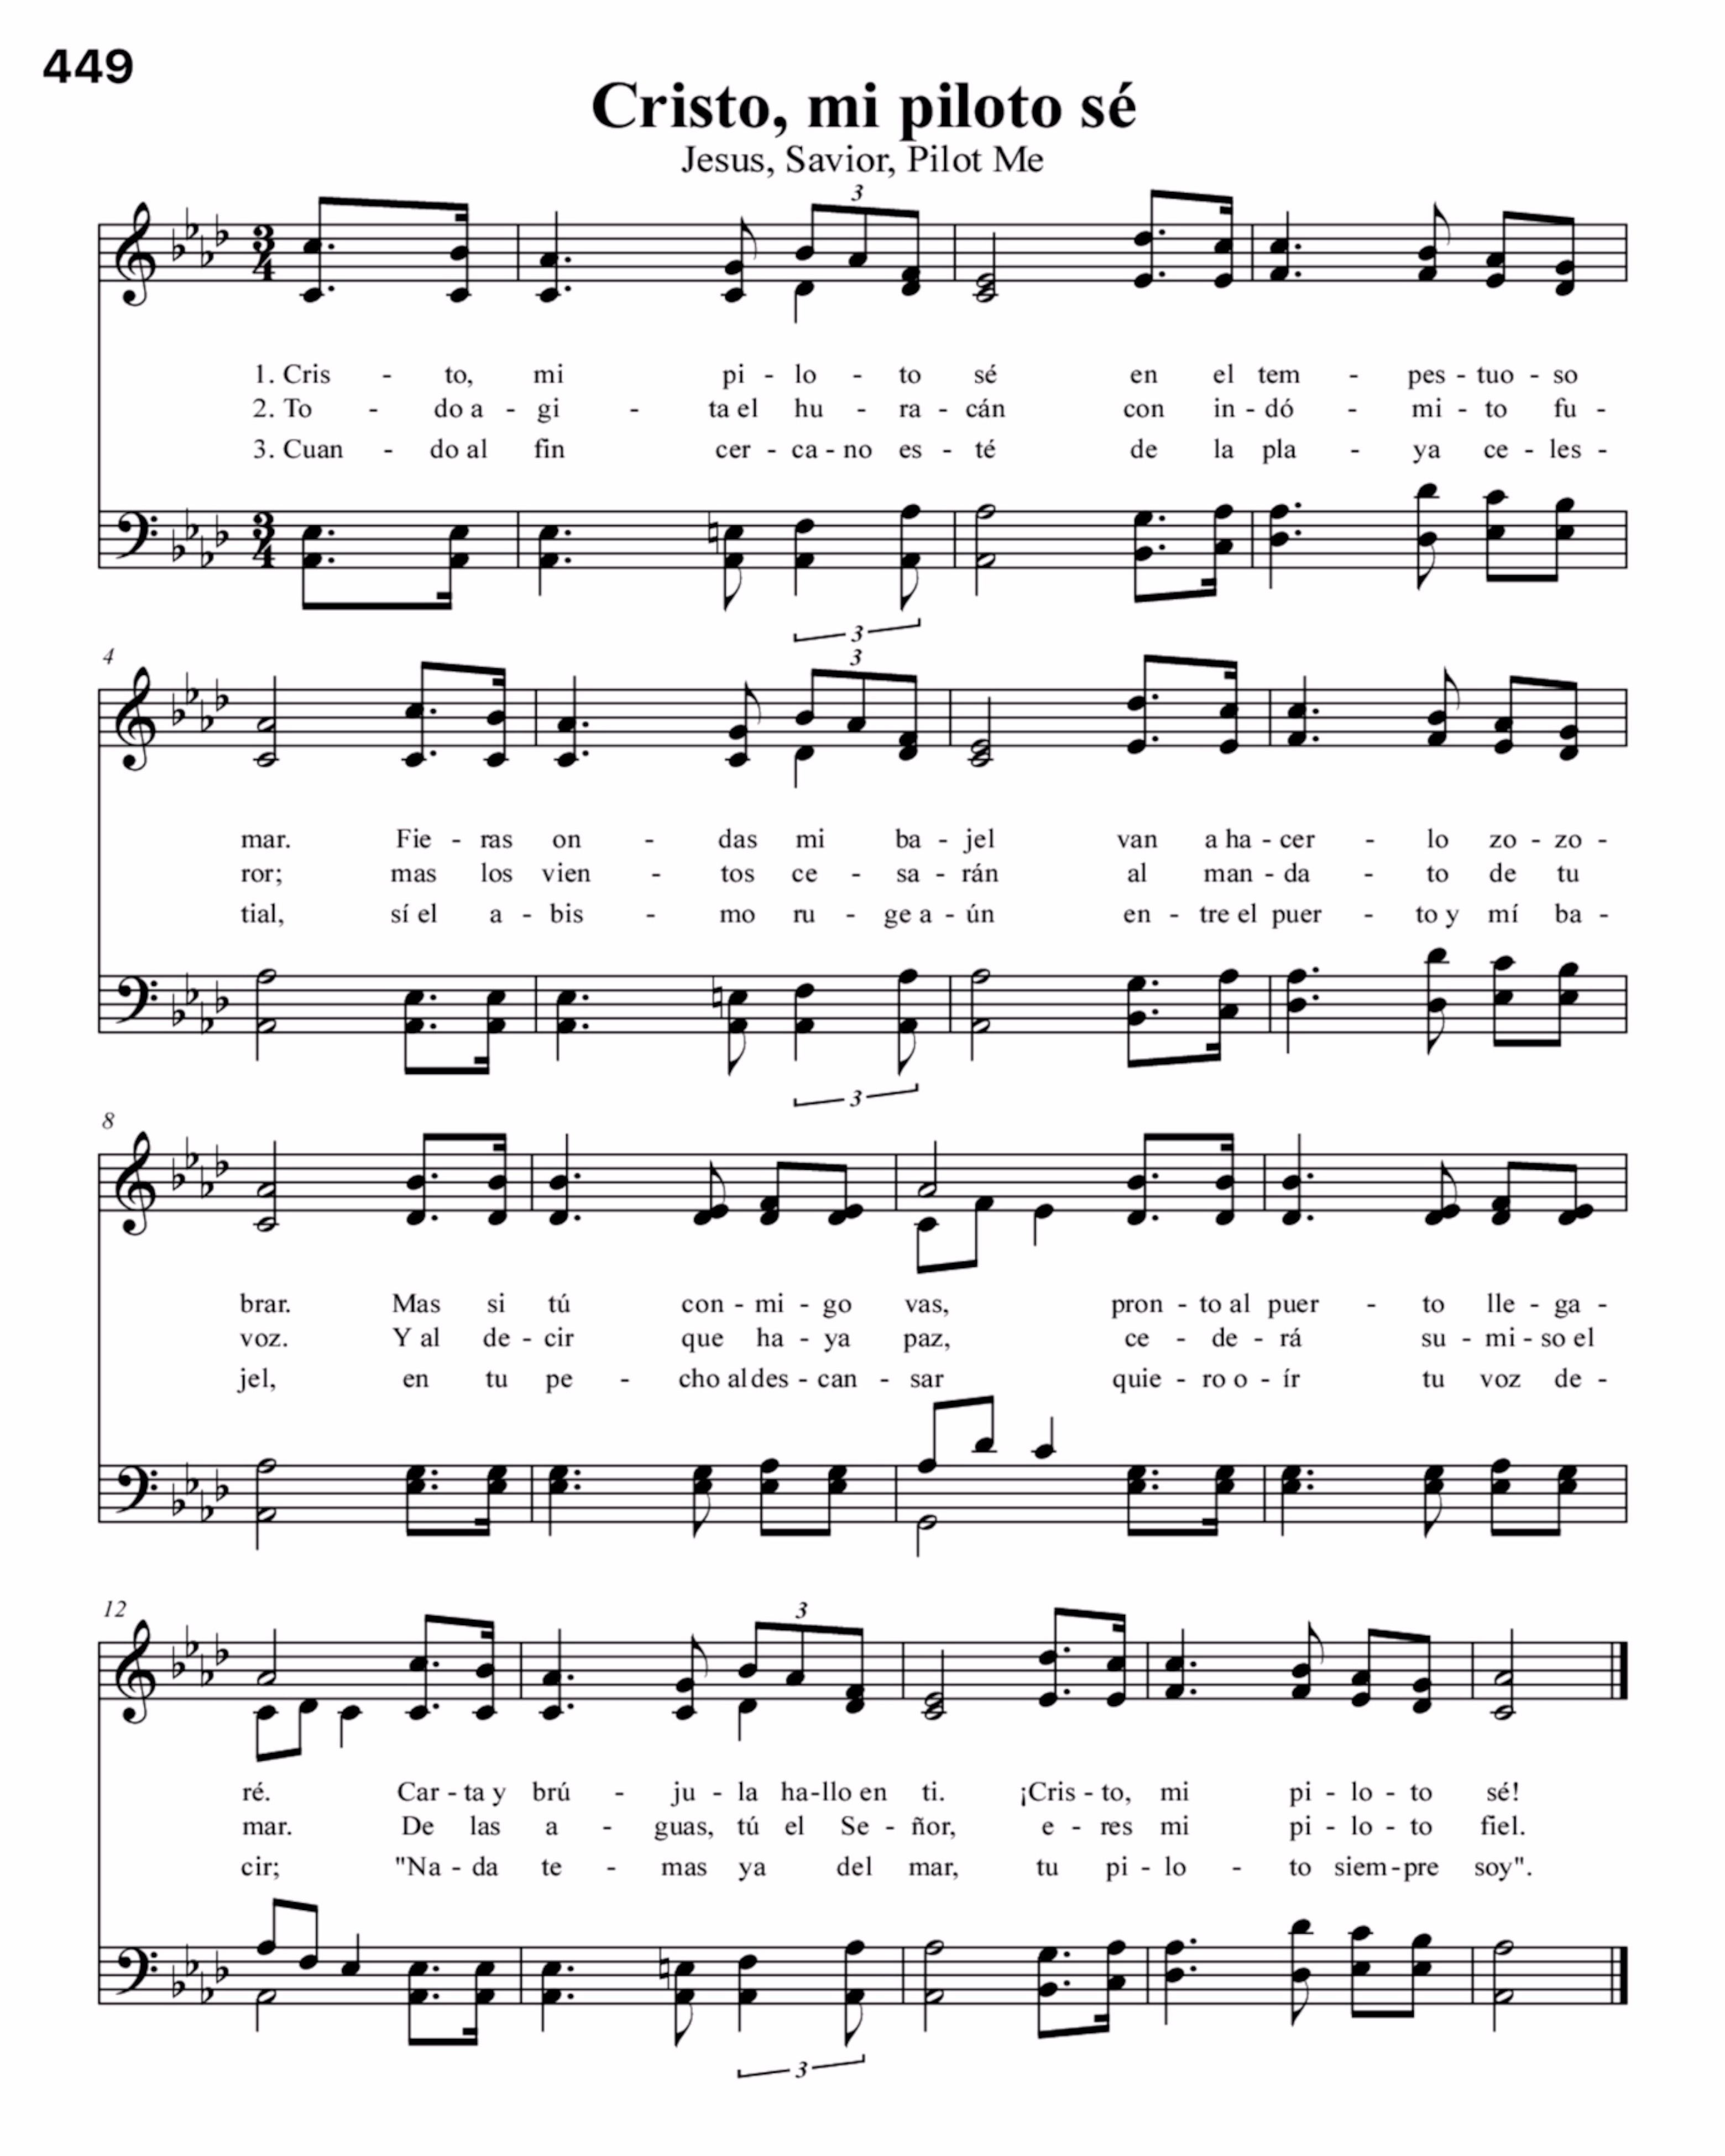 449
Cristo, mi piloto sé
Jesus, Savior, Pilot Me
3
1. Cris - to, mi pi - lo - to sé en el tem - pes - tuo - so
2. To - do a - gi - ta el hu - ra - cán con in - dó - mi - to fu -
3. Cuan - do al fin cer - ca - no es - té de la pla - ya ce - les -
3
4
3
mar. Fie - ras on - das mi ba - jel van a ha - cer - lo zo - zo -
ror; mas los vien - tos ce - sa - rán al man - da - to de tu
tial, sí el a - bis - mo ru - ge a - ún en - tre el puer - to y mí ba -
3
8
brar. Mas si tú con - mi - go vas, pron - to al puer - to lle - ga -
voz. Y al de - cir que ha - ya paz, ce - de - rá su - mi - so el
jel, en tu pe - cho al des - can - sar quie - ro o - ír tu voz de -
12
3
ré. Car - ta y brú - ju - la ha - llo en ti. ¡Cris - to, mi pi - lo - to sé!
mar. De las a - guas, tú el Se - ñor, e - res mi pi - lo - to fiel.
cir; "Na - da te - mas ya del mar, tu pi - lo - to siem - pre soy".
3